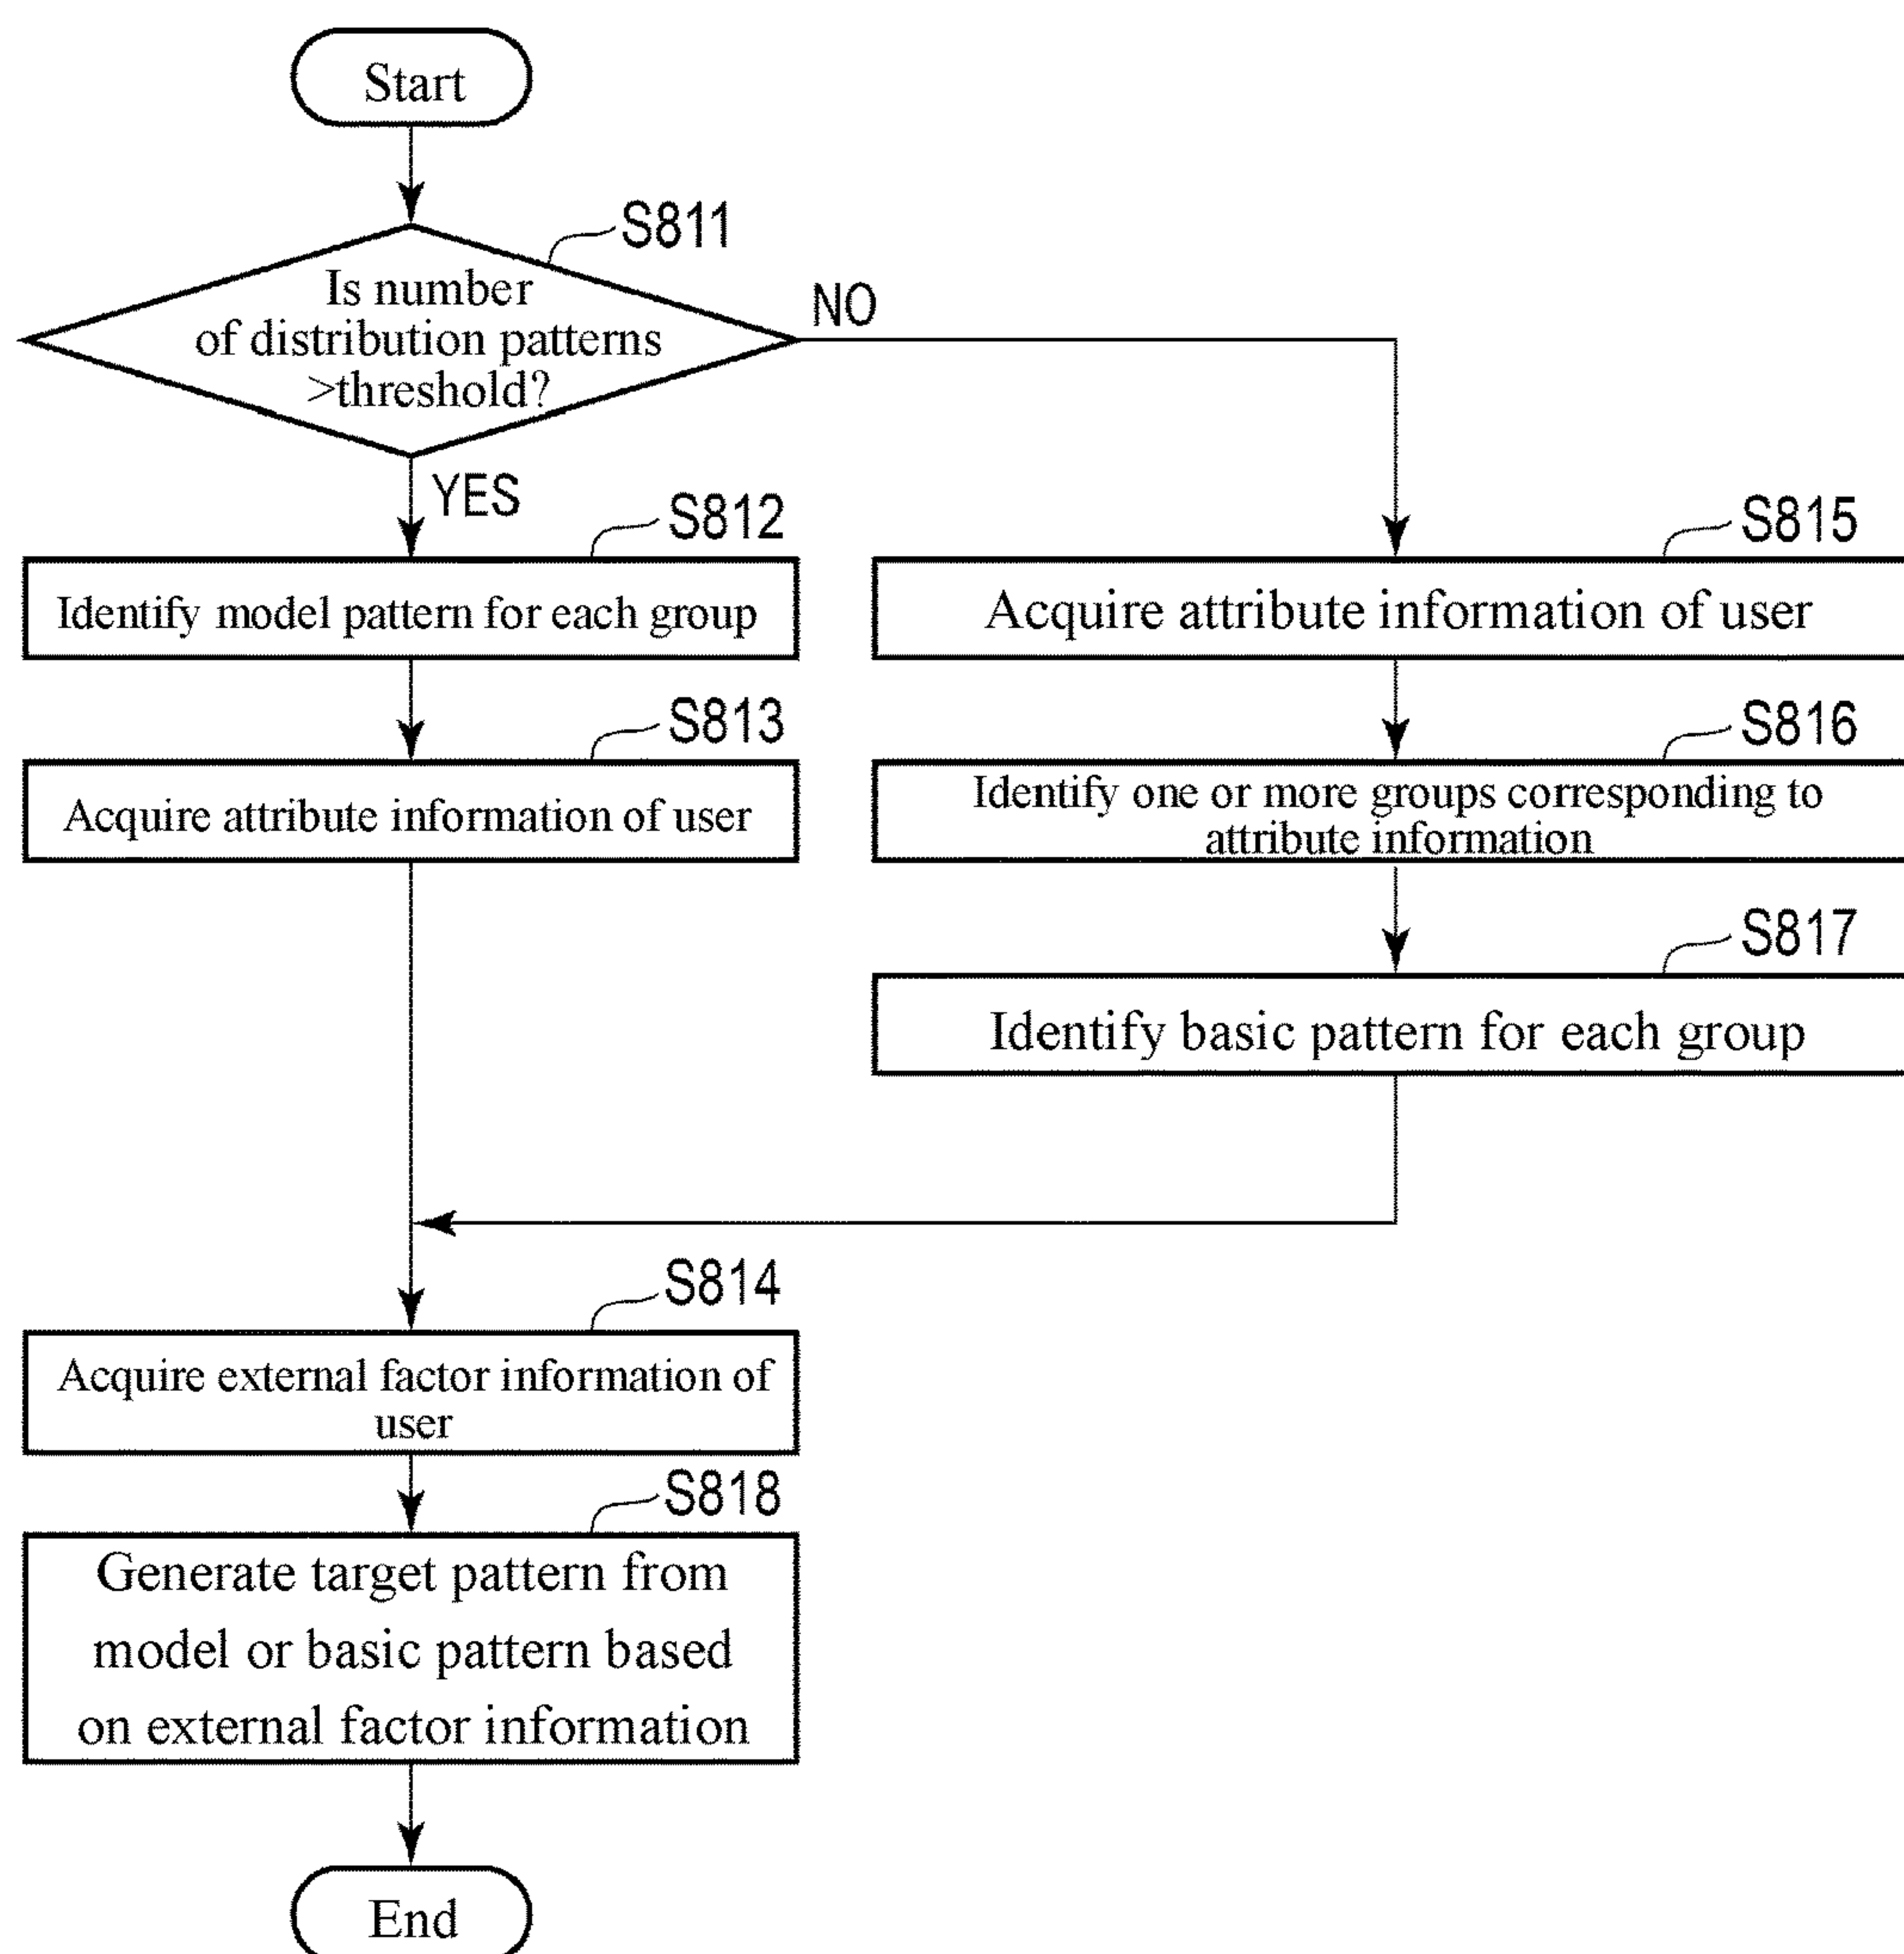 Start
S811
Is number
of distribution patterns
>threshold?
NO
YES
S812
Identify model pattern for each group
S813
Acquire attribute information of user
S815
Acquire attribute information of user
S816
Identify one or more groups corresponding to
attribute information
S817
Identify basic pattern for each group
S814
Acquire external factor information of
user
S818
Generate target pattern from
model or basic pattern based
on external factor information
End